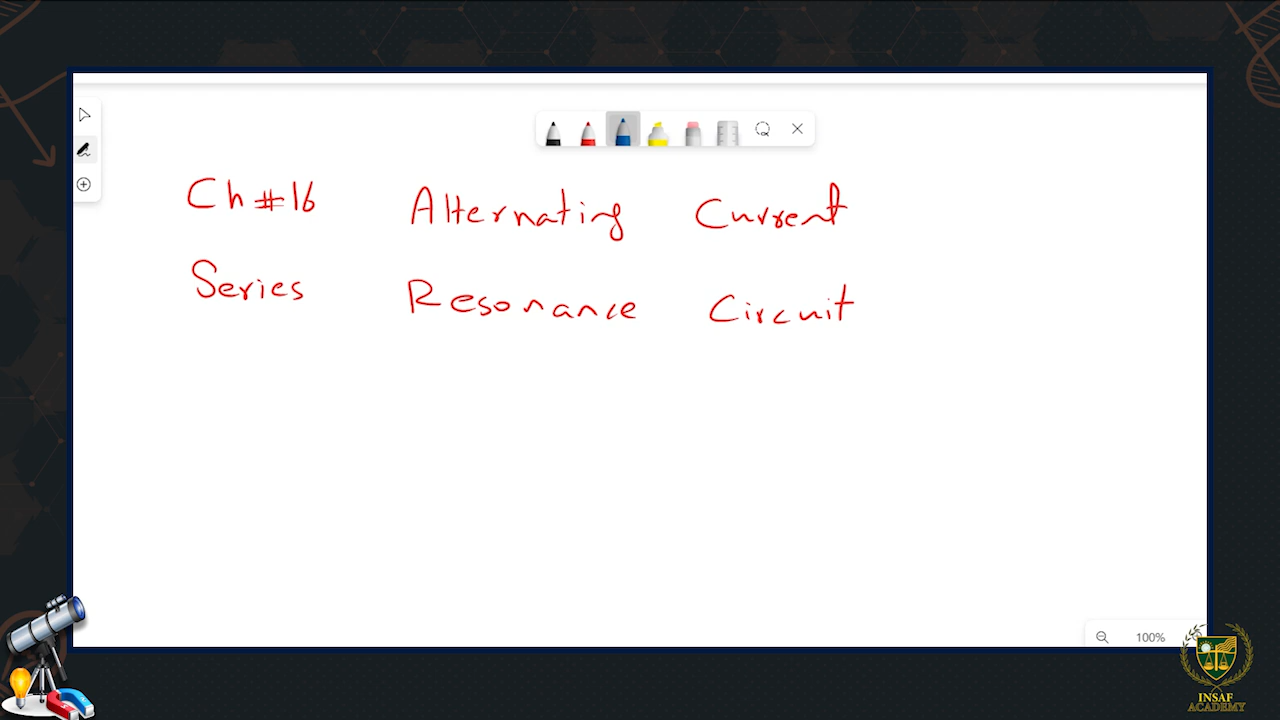 Ch #16 Alternating Current
Series Resonance Circuit
100%
INSAF
ACADEMY